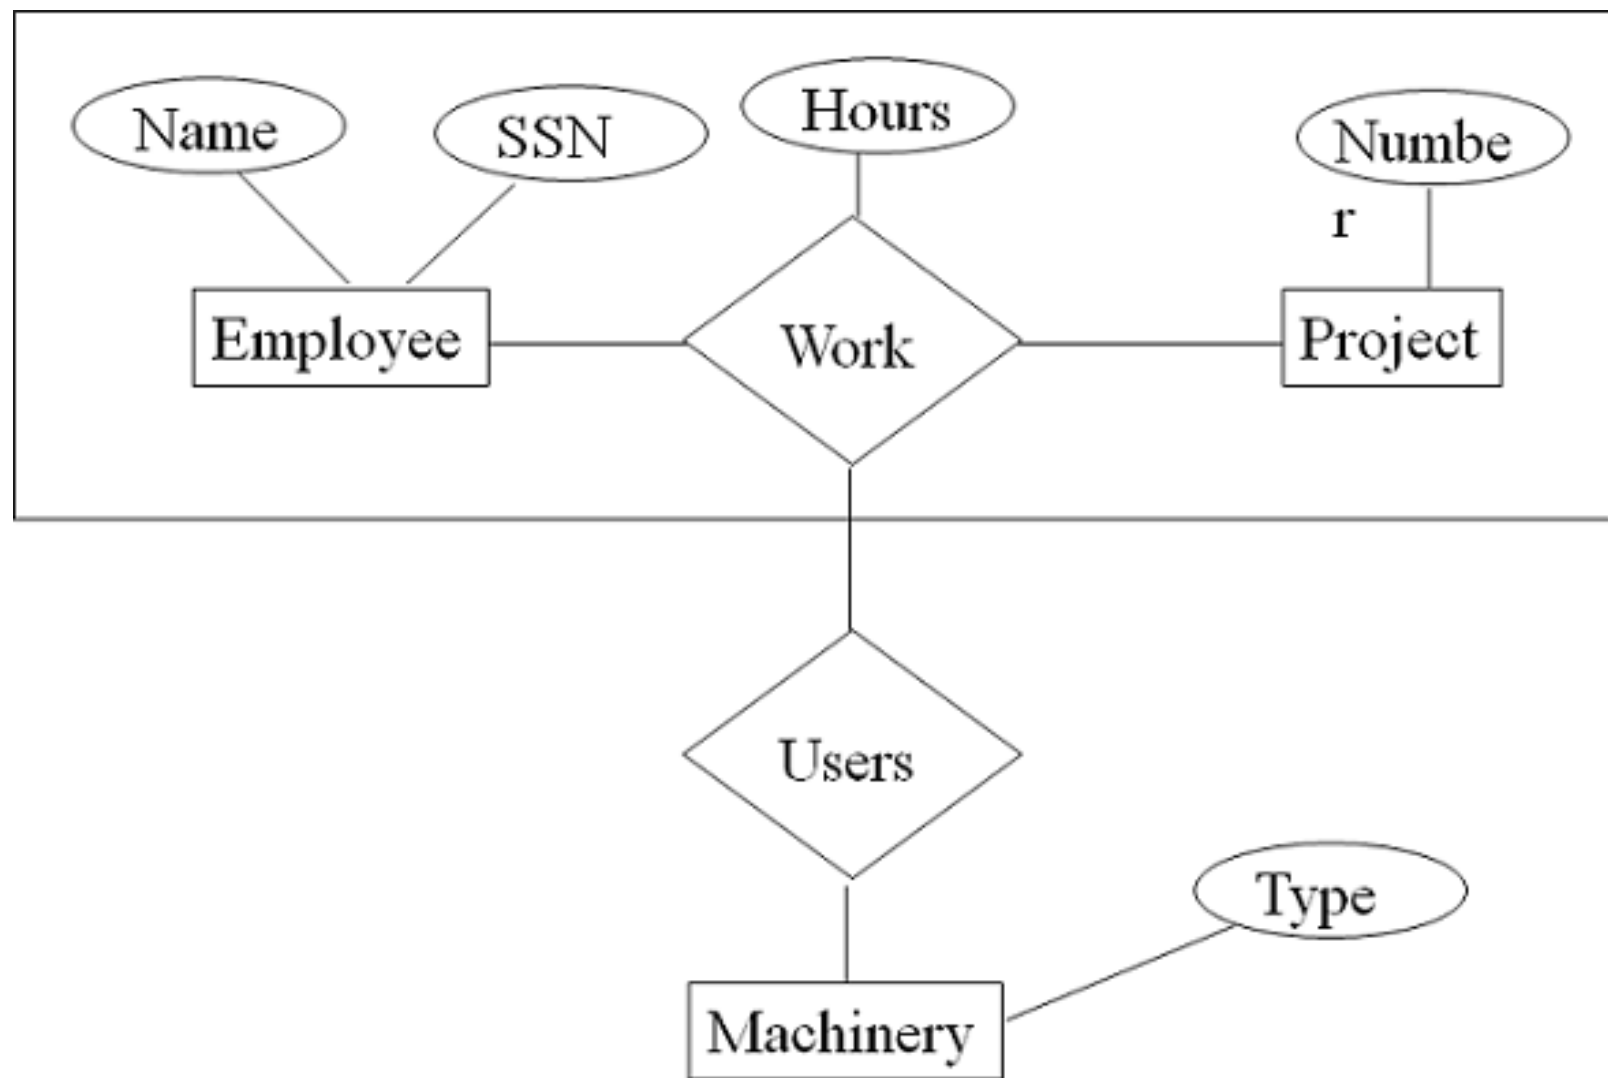 Name
SSN
Hours
Numbe
r
Employee
Work
Project
Users
Type
Machinery